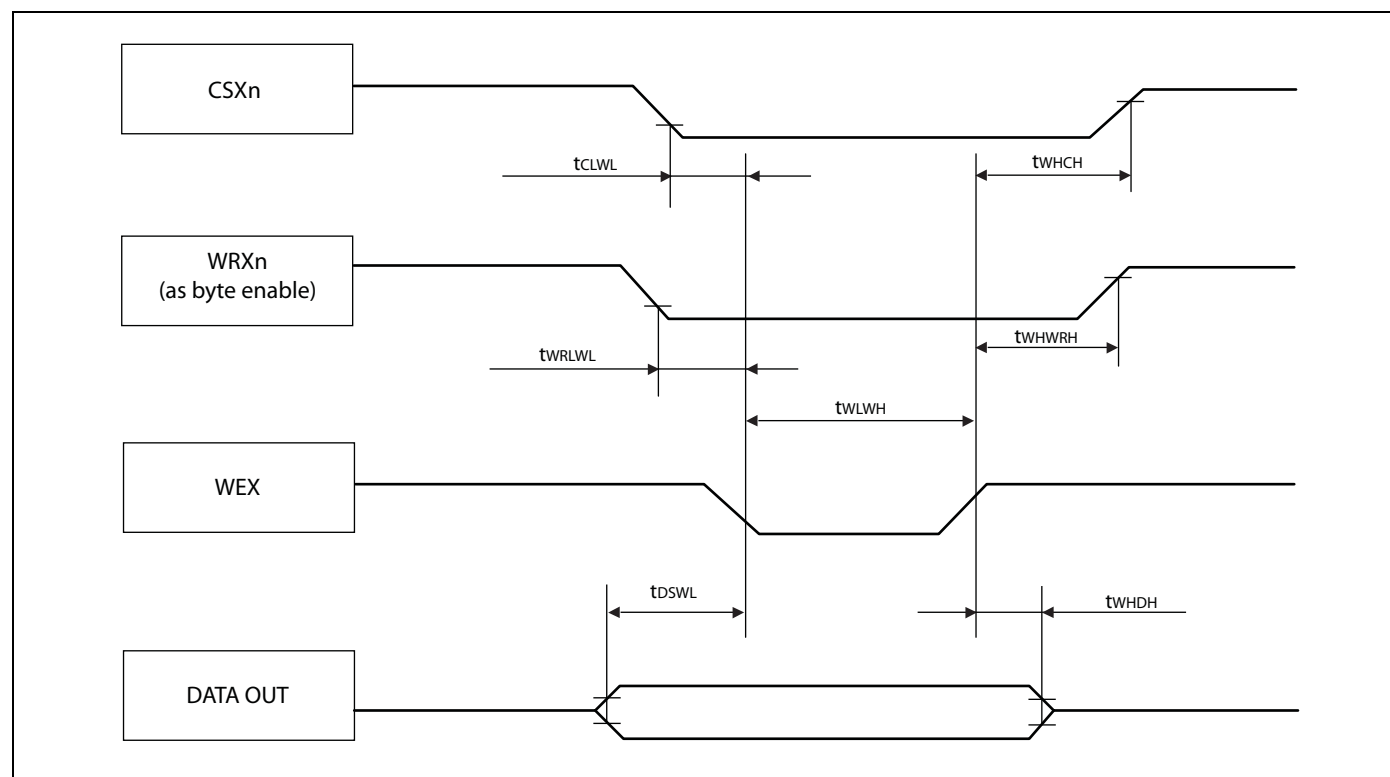 CSXn
tCLWL
tWHCH
WRXn
(as byte enable)
tWRLWL
tWHWRH
tWLWH
WEX
tDSWL
tWHDH
DATA OUT